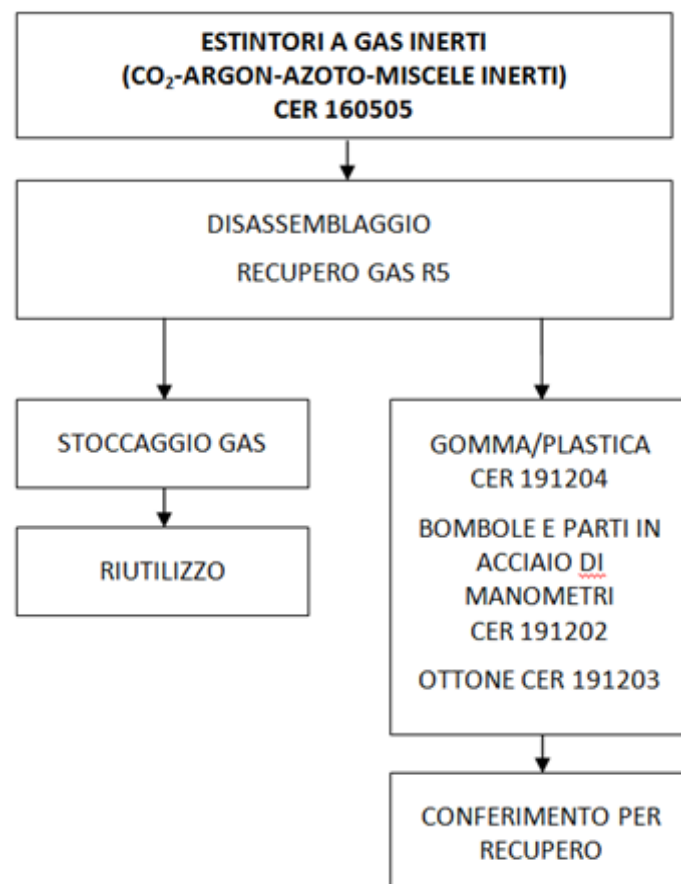 ESTINTORI A GAS INERTI
(CO₂-ARGON-AZOTO-MISCELE INERTI)
CER 160505
DISASSEMBLAGGIO
RECUPERO GAS R5
STOCCAGGIO GAS
RIUTILIZZO
GOMMA/PLASTICA
CER 191204
BOMBOLE E PARTI IN
ACCIAIO DI
MANOMETRI
CER 191202
OTTONE CER 191203
CONFERIMENTO PER
RECUPERO